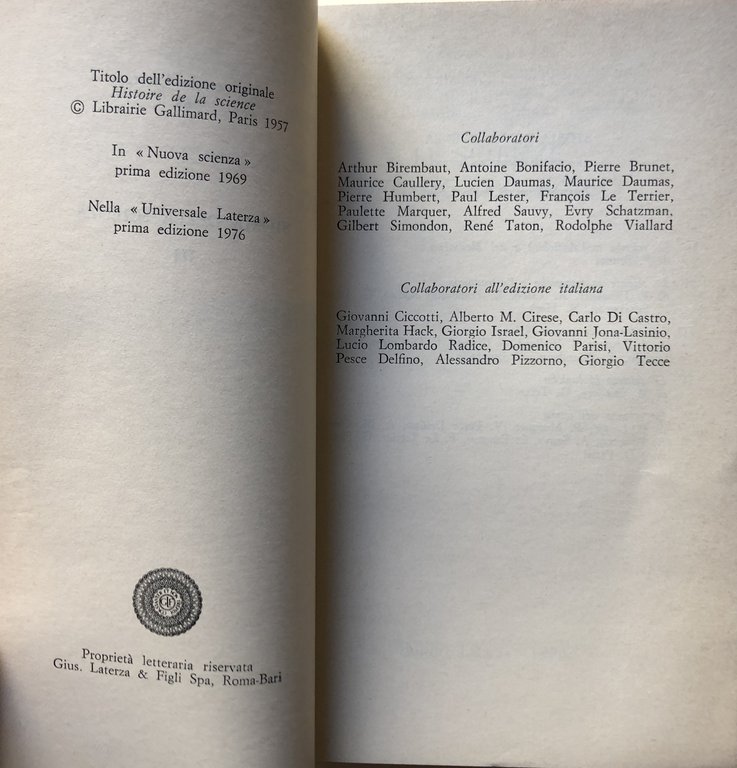 Titolo dell'edizione originale
Histoire de la science
© Librairie Gallimard, Paris 1957
In « Nuova scienza »
prima edizione 1969
Nella « Universale Laterza »
prima edizione 1976
Proprietà letteraria riservata
Gius. Laterza & Figli Spa, Roma-Bari
Collaboratori
Arthur Birembaut, Antoine Bonifacio, Pierre Brunet,
Maurice Caullery, Lucien Daumas, Maurice Daumas,
Pierre Humbert, Paul Lester, François Le Terrier,
Paulette Marquer, Alfred Sauvy, Evry Schatzman,
Gilbert Simondon, René Taton, Rodolphe Viallard
Collaboratori all'edizione italiana
Giovanni Ciccotti, Alberto M. Cirese, Carlo Di Castro,
Margherita Hack, Giorgio Israel, Giovanni Jona-Lasinio,
Lucio Lombardo Radice, Domenico Parisi, Vittorio
Pesce Delfino, Alessandro Pizzorno, Giorgio Tecce